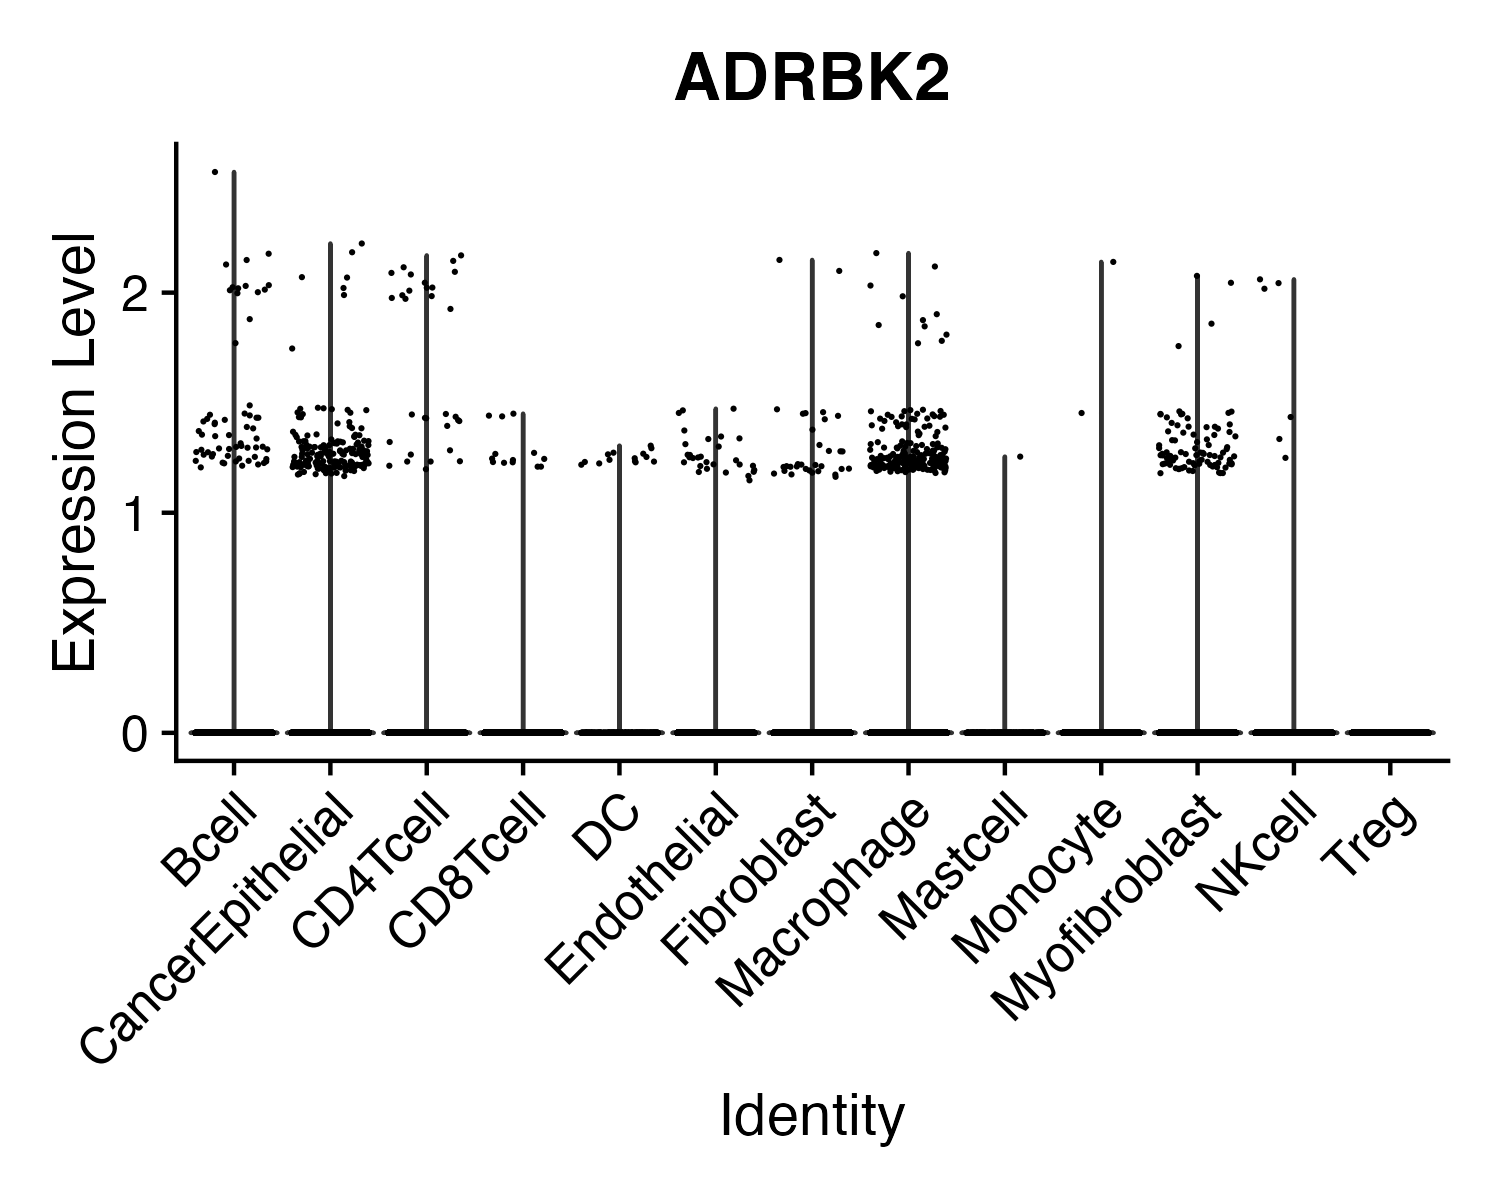 ADRBK2
Expression Level
2
1
0
Bcell
CancerEpithelial
CD4Tcell
CD8Tcell
DC
Endothelial
Fibroblast
Macrophage
Mastcell
Monocyte
Myofibroblast
NKcell
Treg
Identity